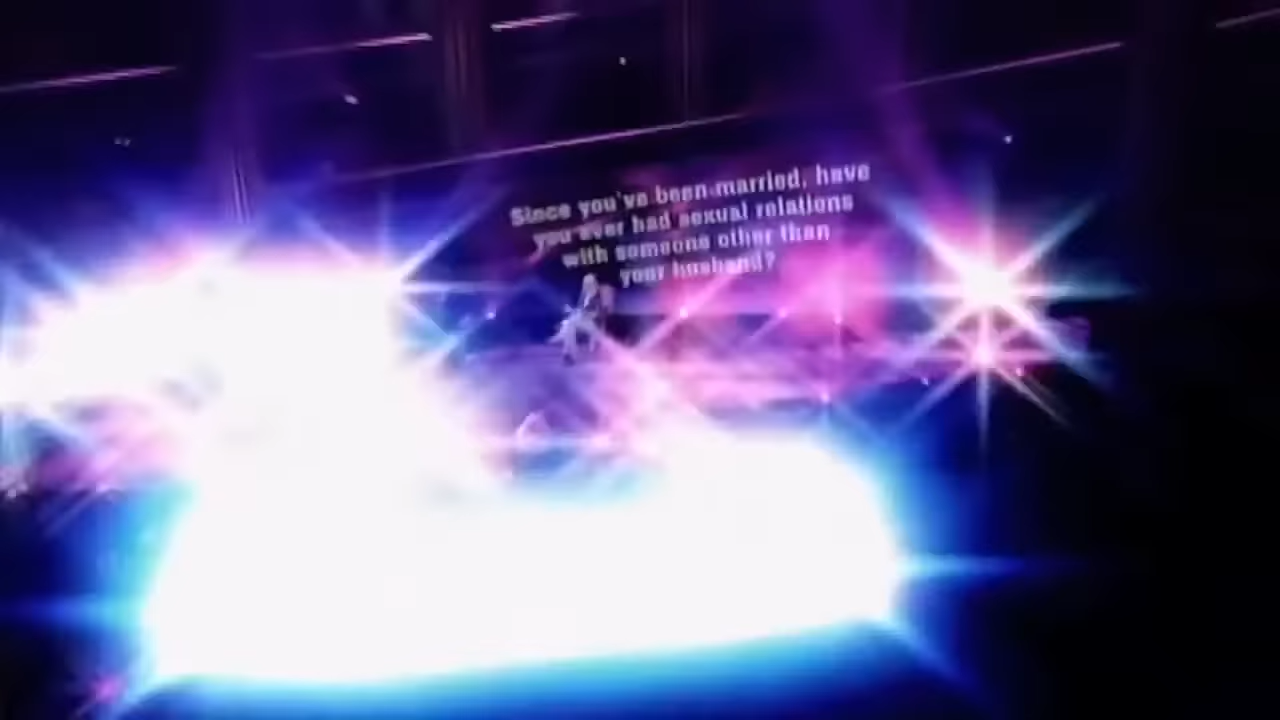 Since you've been married, have
you ever had sexual relations
with someone other than
your husband?